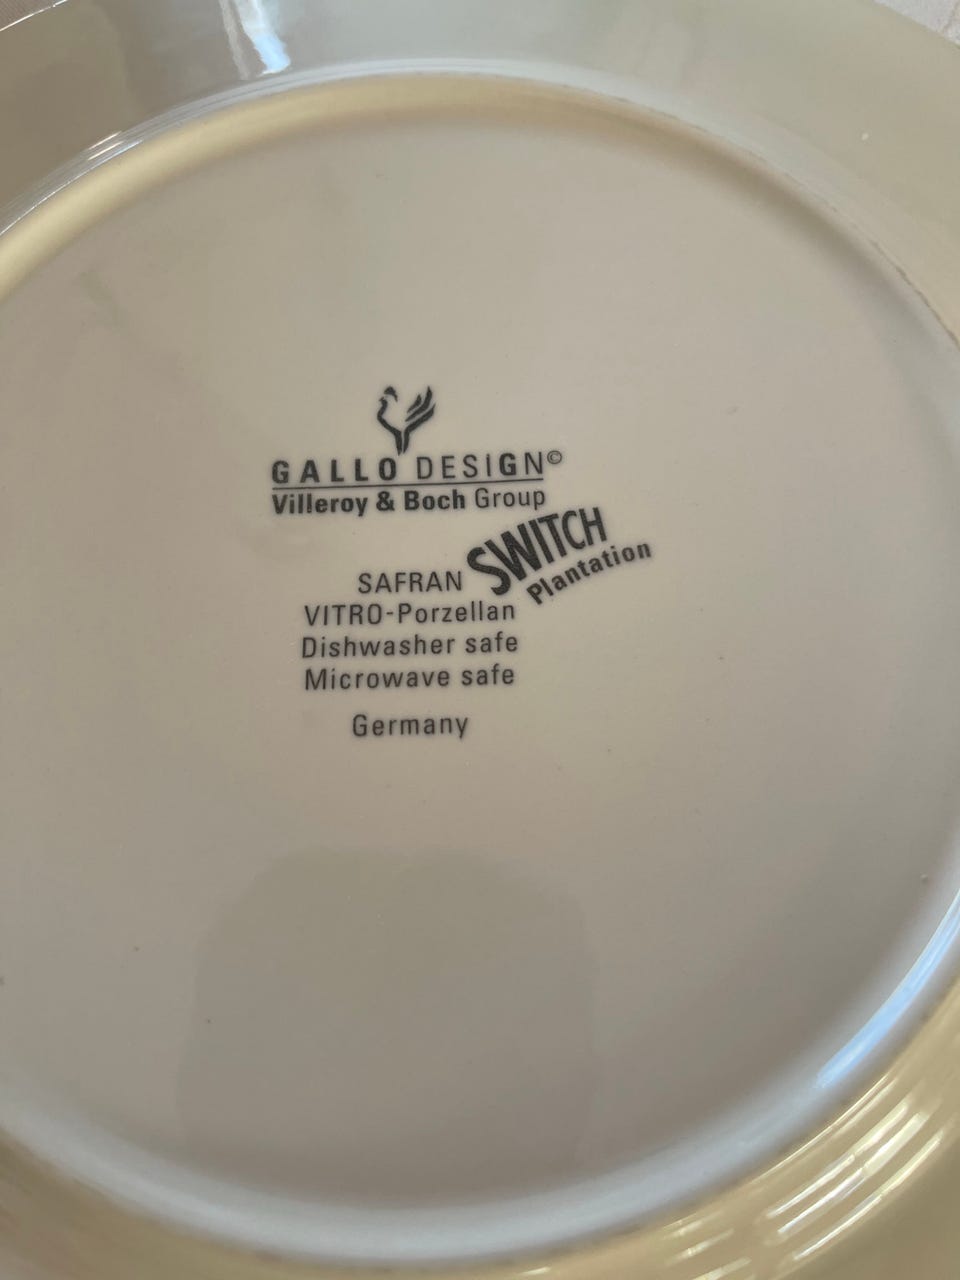 GALLO DESIGN©
Villeroy & Boch Group
SWITCH
Plantation
SAFRAN
VITRO-Porzellan
Dishwasher safe
Microwave safe
Germany